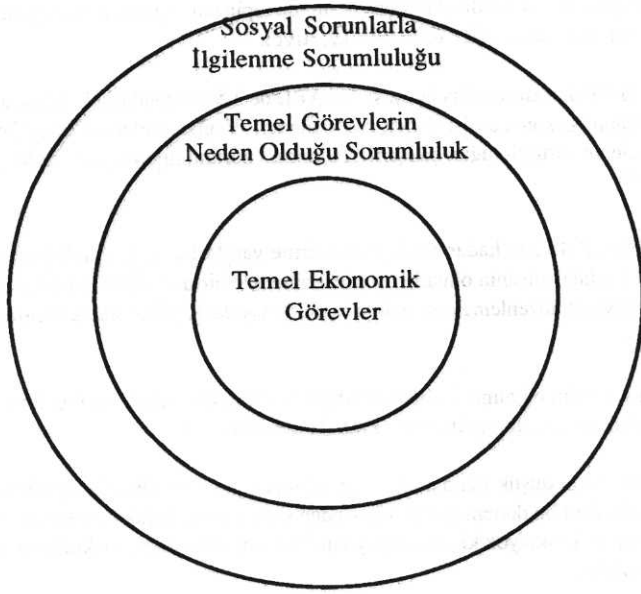 Sosyal Sorunlarla
İlgilenme Sorumluluğu
Temel Görevlerin
Neden Olduğu Sorumluluk
Temel Ekonomik
Görevler